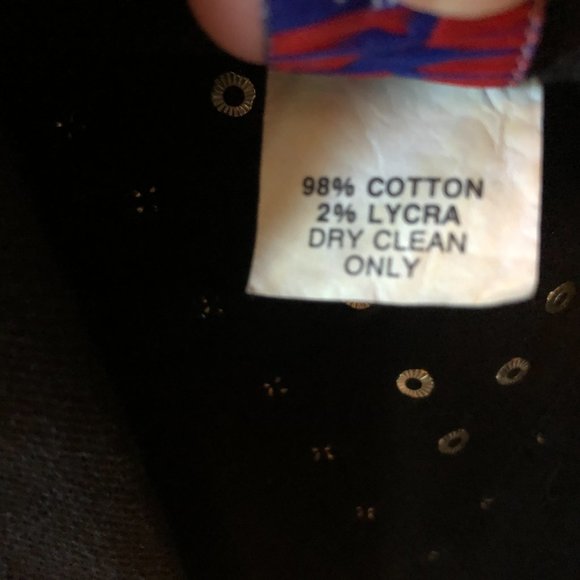 98% COTTON
2% LYCRA
DRY CLEAN
ONLY